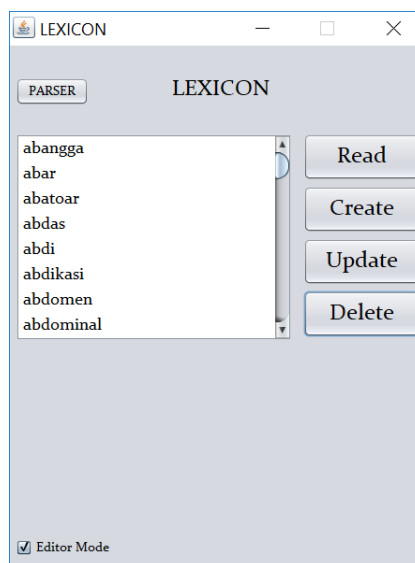 LEXICON
PARSER
LEXICON
abangga
abar
abatoar
abdas
abdi
abdikasi
abdomen
abdominal
Read
Create
Update
Delete
Editor Mode